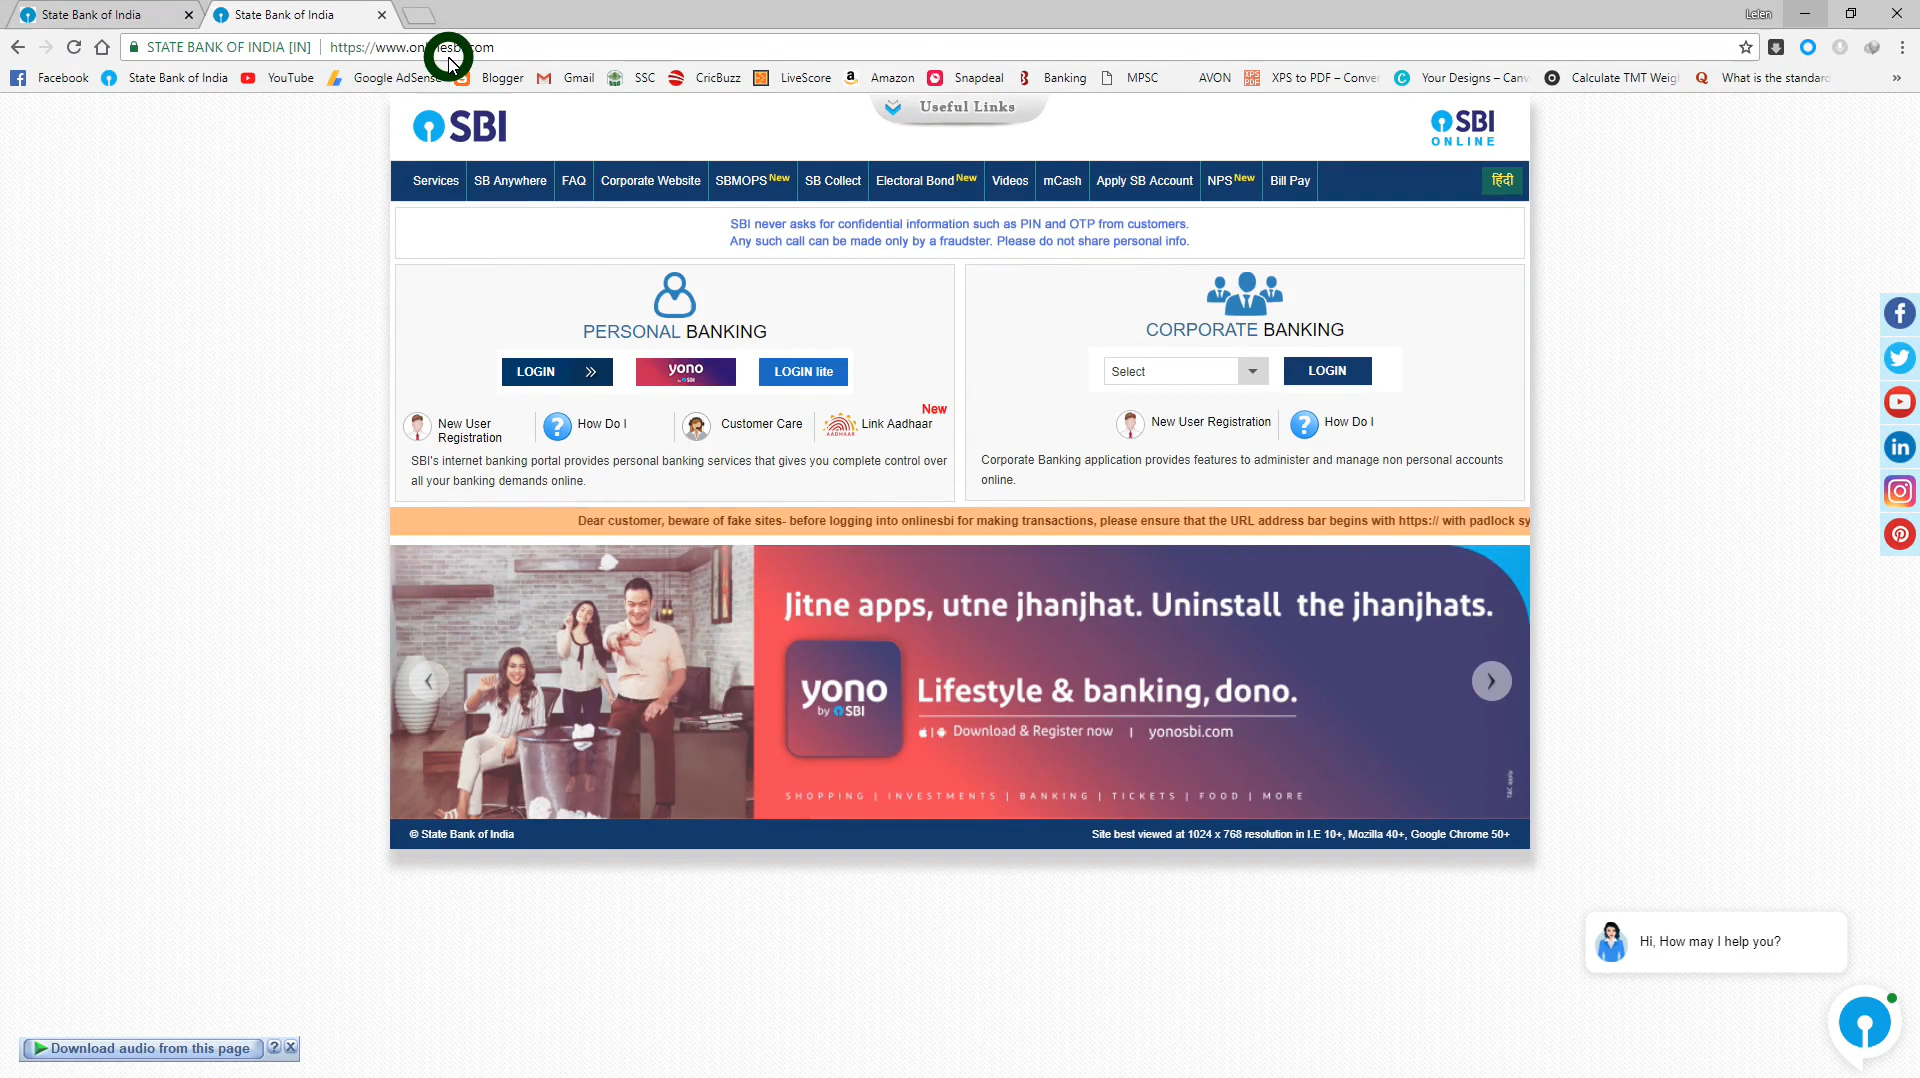 State Bank of India
State Bank of India
Lelen
STATE BANK OF INDIA [IN]
https://www.onlinesbi.com
Facebook
State Bank of India
YouTube
Google AdSense
Blogger
Gmail
SSC
CricBuzz
LiveScore
Amazon
Snapdeal
Banking
MPSC
AVON
XPS to PDF – Conver
Your Designs – Canv
Calculate TMT Weig
What is the standard
Useful Links
SBI
SBI
ONLINE
Services
SB Anywhere
FAQ
Corporate Website
SBMOPS New
SB Collect
Electoral Bond New
Videos
mCash
Apply SB Account
NPS New
Bill Pay
हिंदी
SBI never asks for confidential information such as PIN and OTP from customers.
Any such call can be made only by a fraudster. Please do not share personal info.
PERSONAL BANKING
LOGIN
yono
by SBI
LOGIN lite
New User
Registration
How Do I
Customer Care
AADHAAR
Link Aadhaar
New
SBI's internet banking portal provides personal banking services that gives you complete control over
all your banking demands online.
CORPORATE BANKING
Select
LOGIN
New User Registration
How Do I
Corporate Banking application provides features to administer and manage non personal accounts
online.
Dear customer, beware of fake sites- before logging into onlinesbi for making transactions, please ensure that the URL address bar begins with https:// with padlock sy
Jitne apps, utne jhanjhat. Uninstall the jhanjhats.
yono
by SBI
Lifestyle & banking, dono.
Download & Register now | yonosbi.com
SHOPPING | INVESTMENTS | BANKING | TICKETS | FOOD | MORE
T&C apply
© State Bank of India
Site best viewed at 1024 x 768 resolution in I.E 10+, Mozilla 40+, Google Chrome 50+
Hi, How may I help you?
Download audio from this page